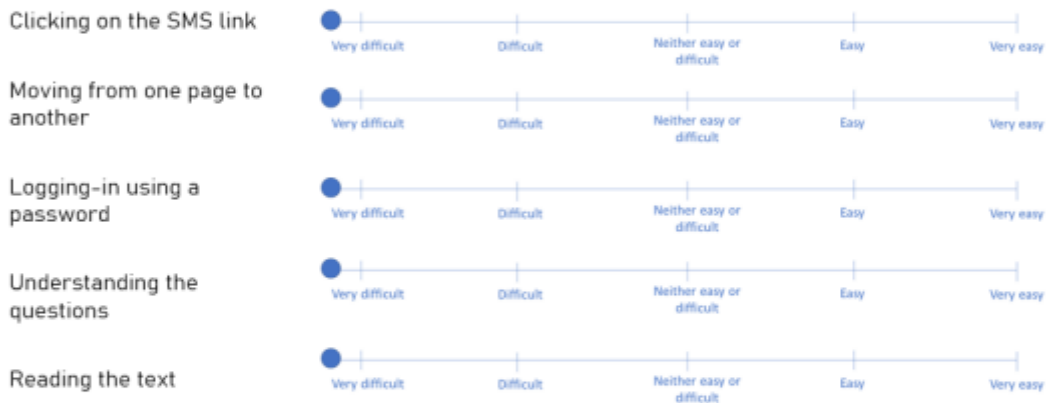 Clicking on the SMS link
Very difficult Difficult Neither easy or difficult Easy Very easy
Moving from one page to another
Very difficult Difficult Neither easy or difficult Easy Very easy
Logging-in using a password
Very difficult Difficult Neither easy or difficult Easy Very easy
Understanding the questions
Very difficult Difficult Neither easy or difficult Easy Very easy
Reading the text
Very difficult Difficult Neither easy or difficult Easy Very easy